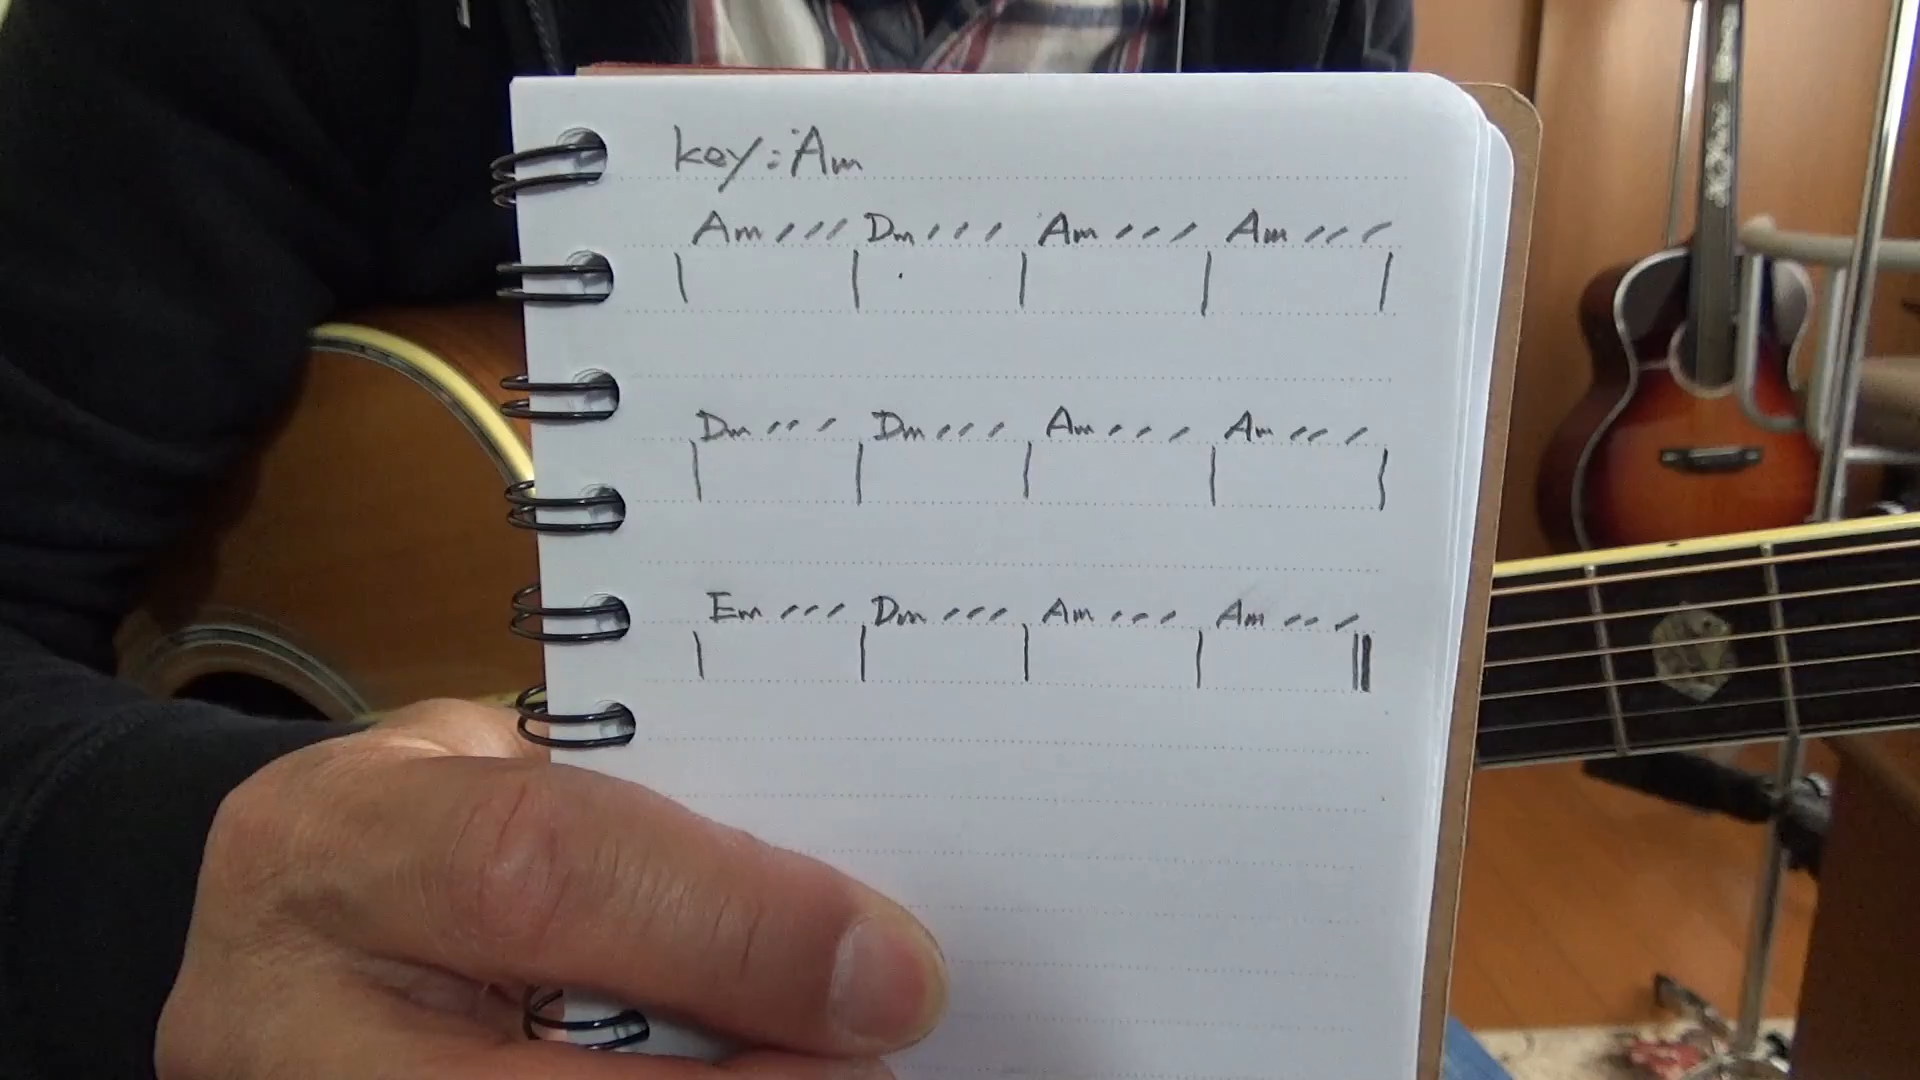 key: Am
Am / / / Dm / / / Am / / / Am / / /
Dm / / / Dm / / / Am / / / Am / / /
Em / / / Dm / / / Am / / / Am / / /